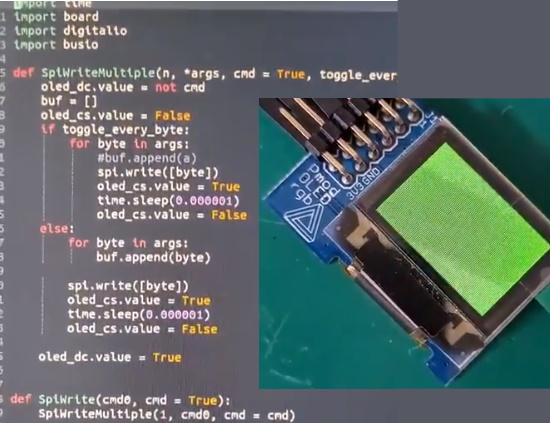 import time
import board
import digitalio
import busio
def SpiWriteMultiple(n, *args, cmd = True, toggle_ever
oled_dc.value = not cmd
buf = []
oled_cs.value = False
if toggle_every_byte:
for byte in args:
#buf.append(a)
spi.write([byte])
oled_cs.value = True
time.sleep(0.000001)
oled_cs.value = False
else:
for byte in args:
buf.append(byte)
spi.write([byte])
oled_cs.value = True
time.sleep(0.000001)
oled_cs.value = False
oled_dc.value = True
def SpiWrite(cmd0, cmd = True):
SpiWriteMultiple(1, cmd0, cmd = cmd)
3V3 GND
Pmod
OLED
rgb